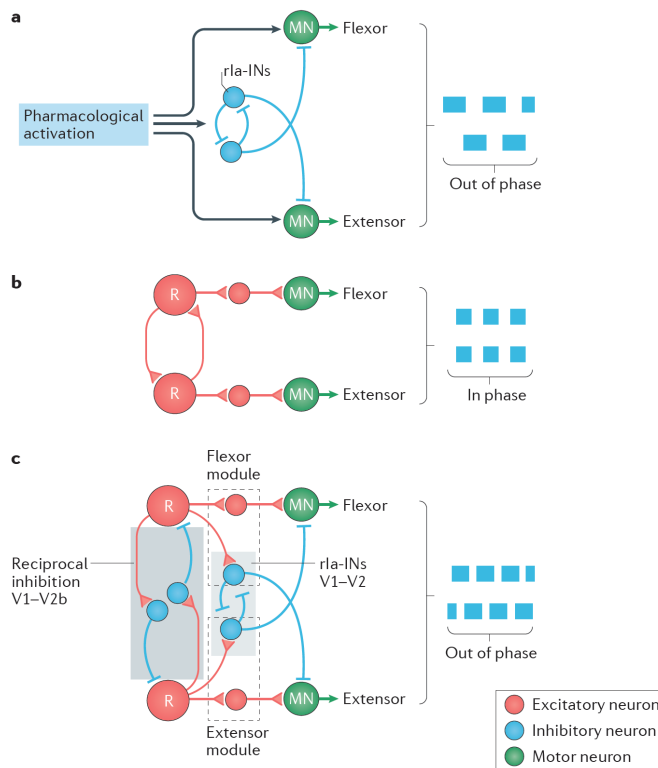 a
MN
Flexor
rIa-INs
Pharmacological
activation
MN
Extensor
Out of phase
b
R
MN
Flexor
R
MN
Extensor
In phase
c
Flexor
module
R
MN
Flexor
Reciprocal
inhibition
V1–V2b
rIa-INs
V1–V2
Out of phase
R
MN
Extensor
Extensor
module
Excitatory neuron
Inhibitory neuron
Motor neuron